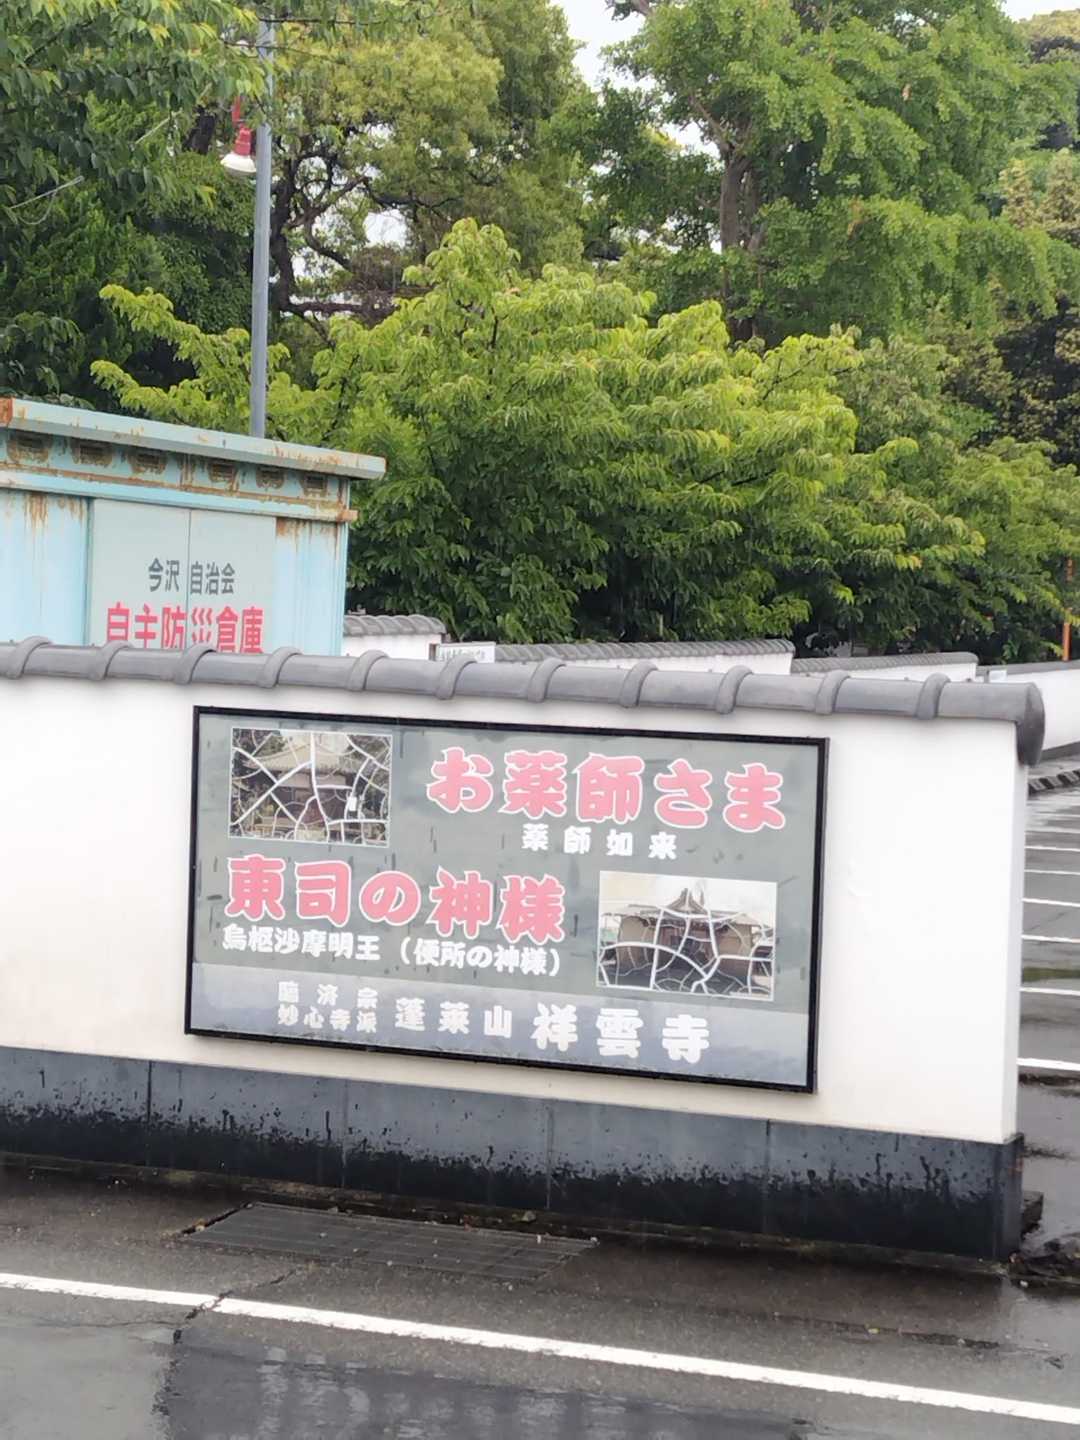 今沢 自治会
自主防災倉庫
お薬師さま
薬師如来
東司の神様
烏枢沙摩明王（便所の神様）
臨済宗
妙心寺派
蓬莱山 祥雲寺